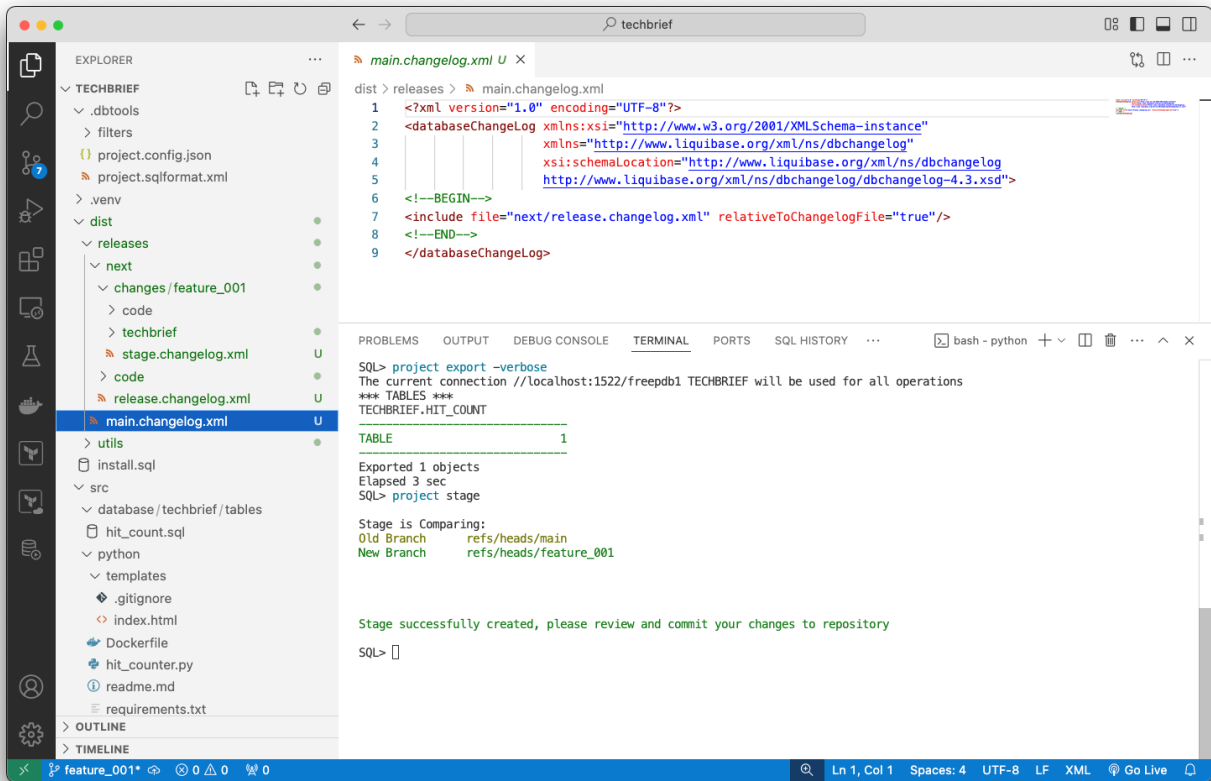 techbrief
EXPLORER
TECHBRIEF
.dbtools
filters
project.config.json
project.sqlformat.xml
.venv
dist
releases
next
changes/feature_001
code
techbrief
stage.changelog.xml U
code
release.changelog.xml U
main.changelog.xml U
utils
install.sql
src
database/techbrief/tables
hit_count.sql
python
templates
.gitignore
index.html
Dockerfile
hit_counter.py
readme.md
requirements.txt
OUTLINE
TIMELINE
7
main.changelog.xml U
dist > releases > main.changelog.xml
1 <?xml version="1.0" encoding="UTF-8"?>
2 <databaseChangeLog xmlns:xsi="http://www.w3.org/2001/XMLSchema-instance"
3 xmlns="http://www.liquibase.org/xml/ns/dbchangelog"
4 xsi:schemaLocation="http://www.liquibase.org/xml/ns/dbchangelog
5 http://www.liquibase.org/xml/ns/dbchangelog/dbchangelog-4.3.xsd">
6 <!--BEGIN-->
7 <include file="next/release.changelog.xml" relativeToChangelogFile="true"/>
8 <!--END-->
9 </databaseChangeLog>
PROBLEMS OUTPUT DEBUG CONSOLE TERMINAL PORTS SQL HISTORY ··· bash - python
SQL> project export -verbose
The current connection //localhost:1522/freepdb1 TECHBRIEF will be used for all operations
*** TABLES ***
TECHBRIEF.HIT_COUNT
-------------------------------
TABLE 1
-------------------------------
Exported 1 objects
Elapsed 3 sec
SQL> project stage
Stage is Comparing:
Old Branch refs/heads/main
New Branch refs/heads/feature_001
Stage successfully created, please review and commit your changes to repository
SQL>
feature_001* 0 0 0 Ln 1, Col 1 Spaces: 4 UTF-8 LF XML Go Live